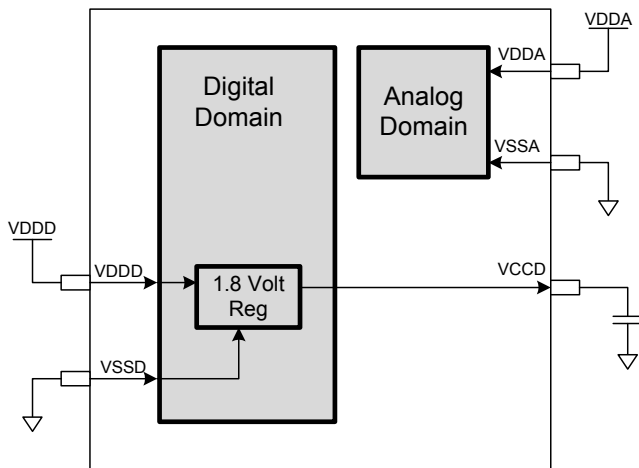 VDDA
VDDA
Digital
Domain
Analog
Domain
VSSA
VDDD
VDDD
VCCD
1.8 Volt
Reg
VSSD